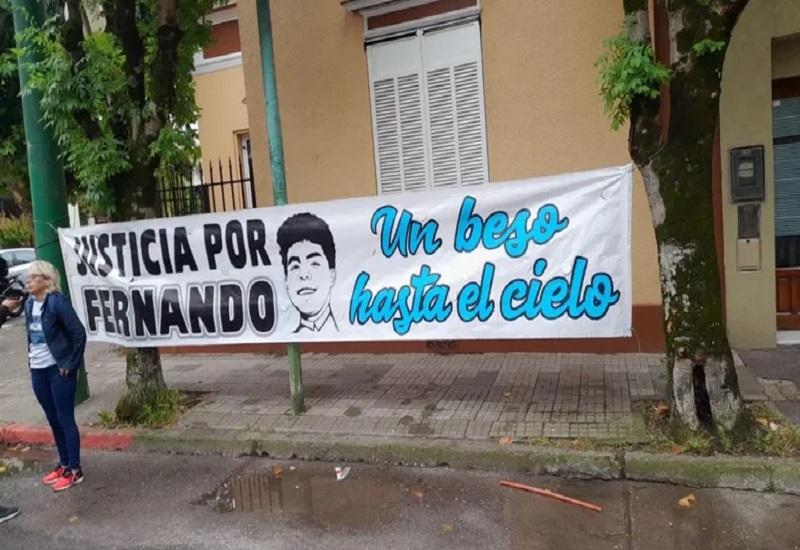 JUSTICIA POR
FERNANDO
Un beso
hasta el cielo